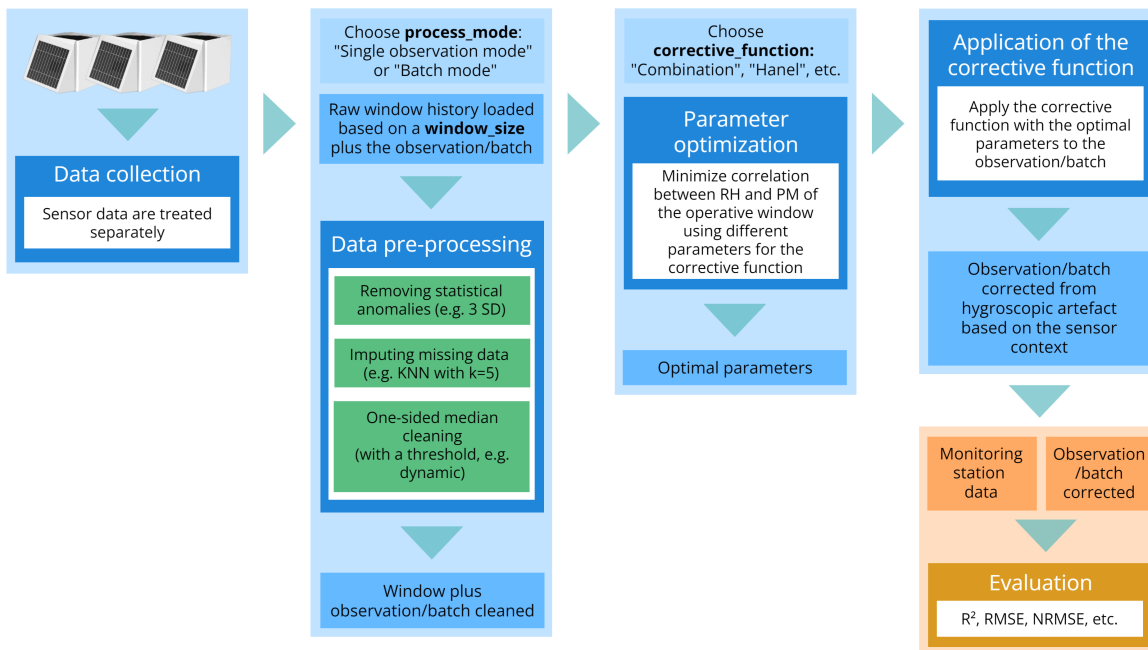 Data collection
Sensor data are treated
separately
Choose process_mode:
"Single observation mode"
or "Batch mode"
Raw window history loaded
based on a window_size
plus the observation/batch
Data pre-processing
Removing statistical
anomalies (e.g. 3 SD)
Imputing missing data
(e.g. KNN with k=5)
One-sided median
cleaning
(with a threshold, e.g.
dynamic)
Window plus
observation/batch cleaned
Choose
corrective_function:
"Combination", "Hanel", etc.
Parameter
optimization
Minimize correlation
between RH and PM of
the operative window
using different
parameters for the
corrective function
Optimal parameters
Application of the
corrective function
Apply the corrective
function with the optimal
parameters to the
observation/batch
Observation/batch
corrected from
hygroscopic artefact
based on the sensor
context
Monitoring
station
data
Observation
/batch
corrected
Evaluation
R², RMSE, NRMSE, etc.